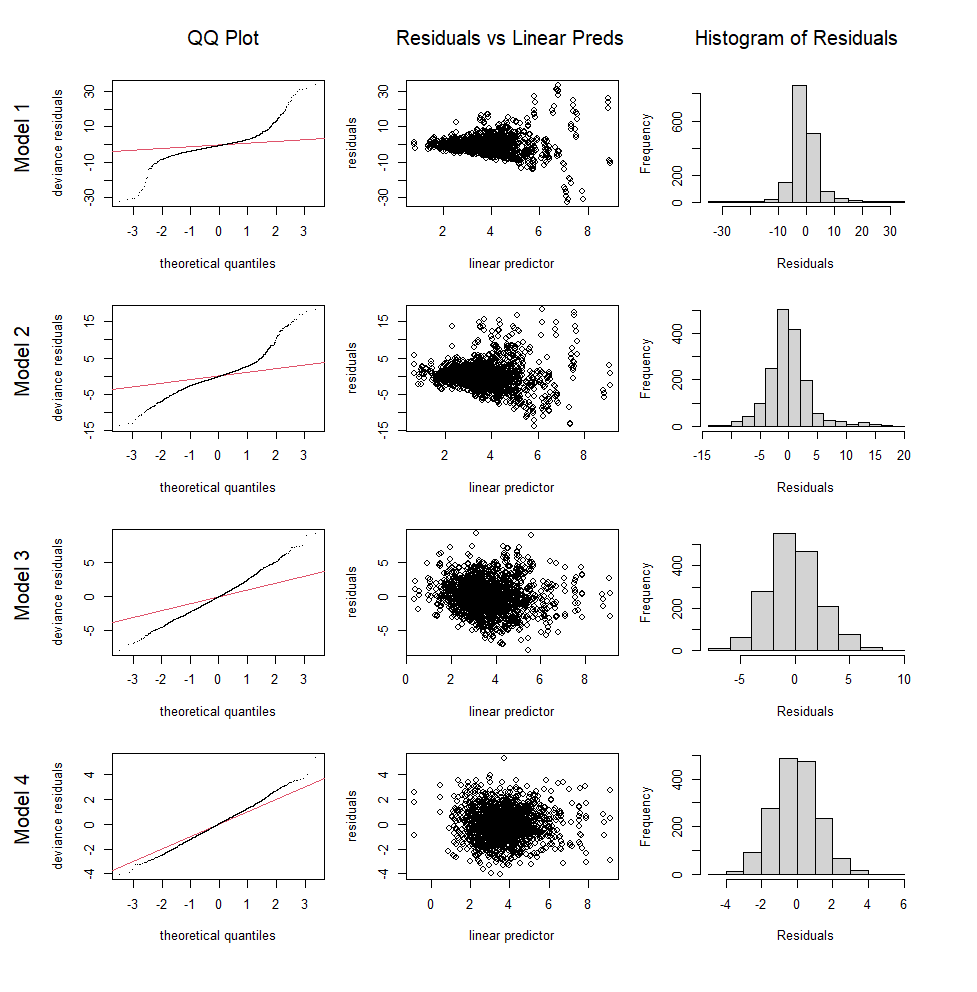 QQ Plot Residuals vs Linear Preds Histogram of Residuals
Model 1
deviance residuals
-30 -10 10 30
-3 -2 -1 0 1 2 3
theoretical quantiles
residuals
-30 -10 10 30
2 4 6 8
linear predictor
Frequency
0 200 600
-30 -10 0 10 30
Residuals
Model 2
deviance residuals
-15 -5 5 15
-3 -2 -1 0 1 2 3
theoretical quantiles
residuals
-15 -5 5 15
2 4 6 8
linear predictor
Frequency
0 200 400
-15 -5 0 5 10 15 20
Residuals
Model 3
deviance residuals
-5 0 5
-3 -2 -1 0 1 2 3
theoretical quantiles
residuals
-5 0 5
0 2 4 6 8
linear predictor
Frequency
0 200 400
-5 0 5 10
Residuals
Model 4
deviance residuals
-4 -2 0 2 4
-3 -2 -1 0 1 2 3
theoretical quantiles
residuals
-4 -2 0 2 4
0 2 4 6 8
linear predictor
Frequency
0 200 400
-4 -2 0 2 4 6
Residuals